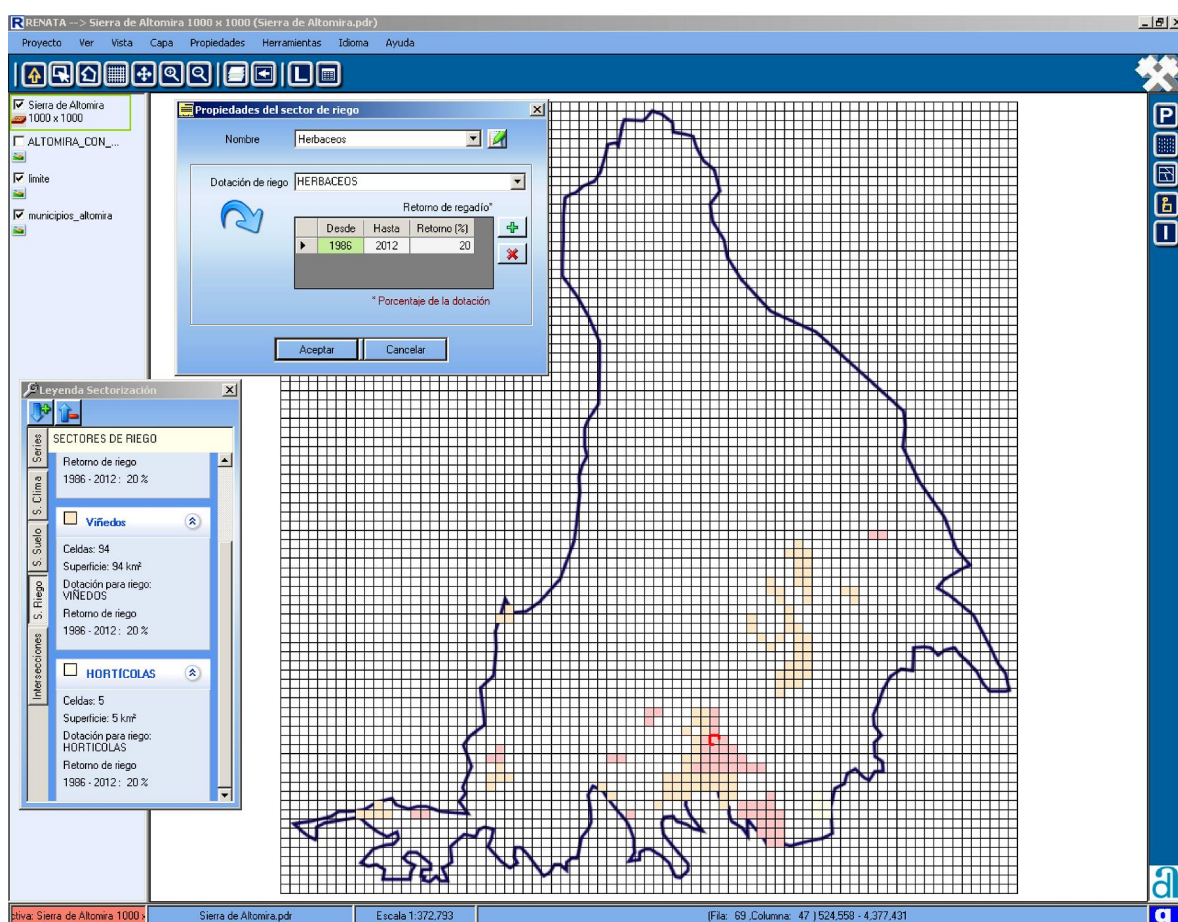 RENATA --> Sierra de Altomira 1000 x 1000 (Sierra de Altomira.pdr)
Proyecto Ver Vista Capa Propiedades Herramientas Idioma Ayuda
L
Sierra de Altomira
1000 x 1000
ALTOMIRA_CON_...
limite
municipios_altomira
Propiedades del sector de riego
Nombre Herbaceos
Dotación de riego HERBACEOS
Retorno de regadío*
Desde Hasta Retorno (%)
1986 2012 20
* Porcentaje de la dotación
Aceptar Cancelar
Leyenda Sectorización
Series
S. Clima
S. Suelo
S. Riego
Intersecciones
SECTORES DE RIEGO
Retorno de riego
1986 - 2012 : 20 %
Viñedos
Celdas: 94
Superficie: 94 km²
Dotación para riego:
VIÑEDOS
Retorno de riego
1986 - 2012 : 20 %
HORTÍCOLAS
Celdas: 5
Superficie: 5 km²
Dotación para riego:
HORTICOLAS
Retorno de riego
1986 - 2012 : 20 %
P
I
a
g
ctiva: Sierra de Altomira 1000 x Sierra de Altomira.pdr Escala 1:372,793 (Fila: 69 ,Columna: 47 ) 524,558 - 4,377,431